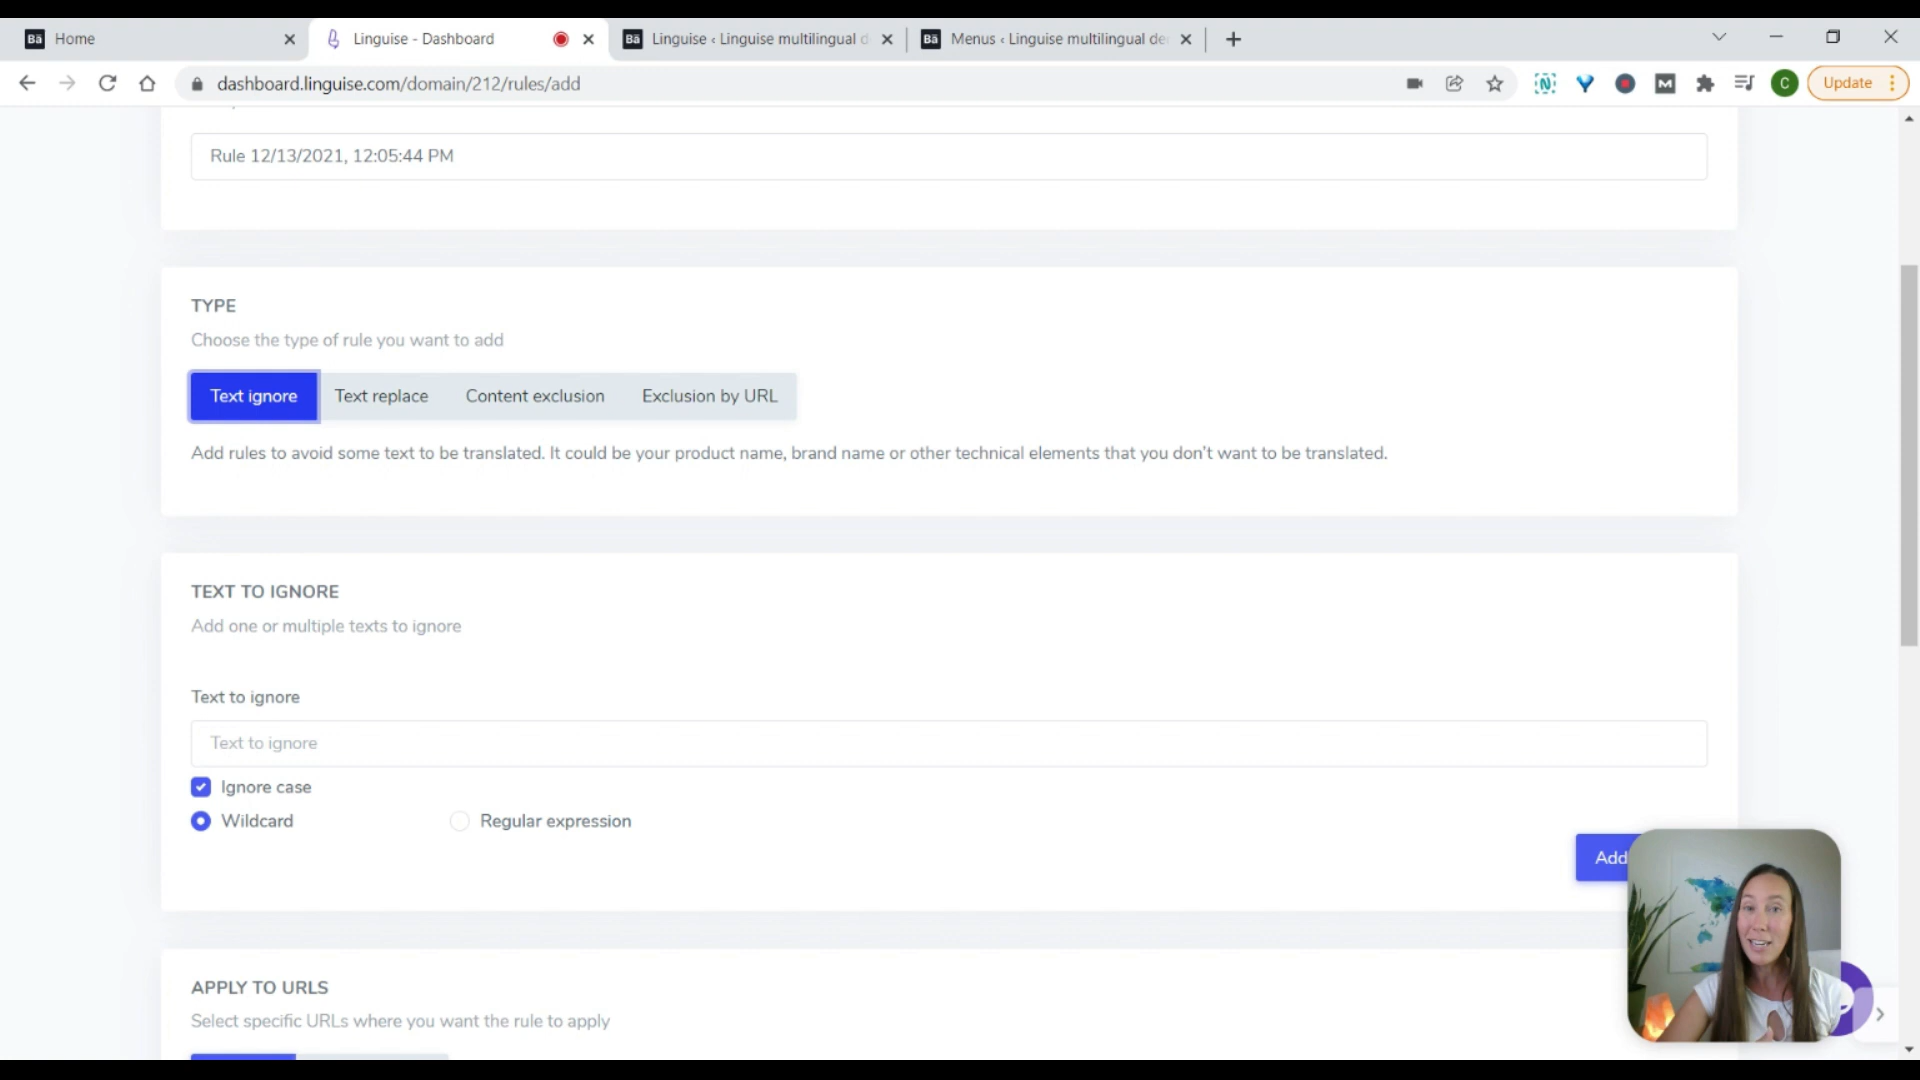 Bā Home
Linguise - Dashboard
Bā Linguise ‹ Linguise multilingual d
Bā Menus ‹ Linguise multilingual de
dashboard.linguise.com/domain/212/rules/add
N
M
C
Update
Rule 12/13/2021, 12:05:44 PM
TYPE
Choose the type of rule you want to add
Text ignore
Text replace
Content exclusion
Exclusion by URL
Add rules to avoid some text to be translated. It could be your product name, brand name or other technical elements that you don't want to be translated.
TEXT TO IGNORE
Add one or multiple texts to ignore
Text to ignore
Text to ignore
Ignore case
Wildcard
Regular expression
Add
APPLY TO URLS
Select specific URLs where you want the rule to apply